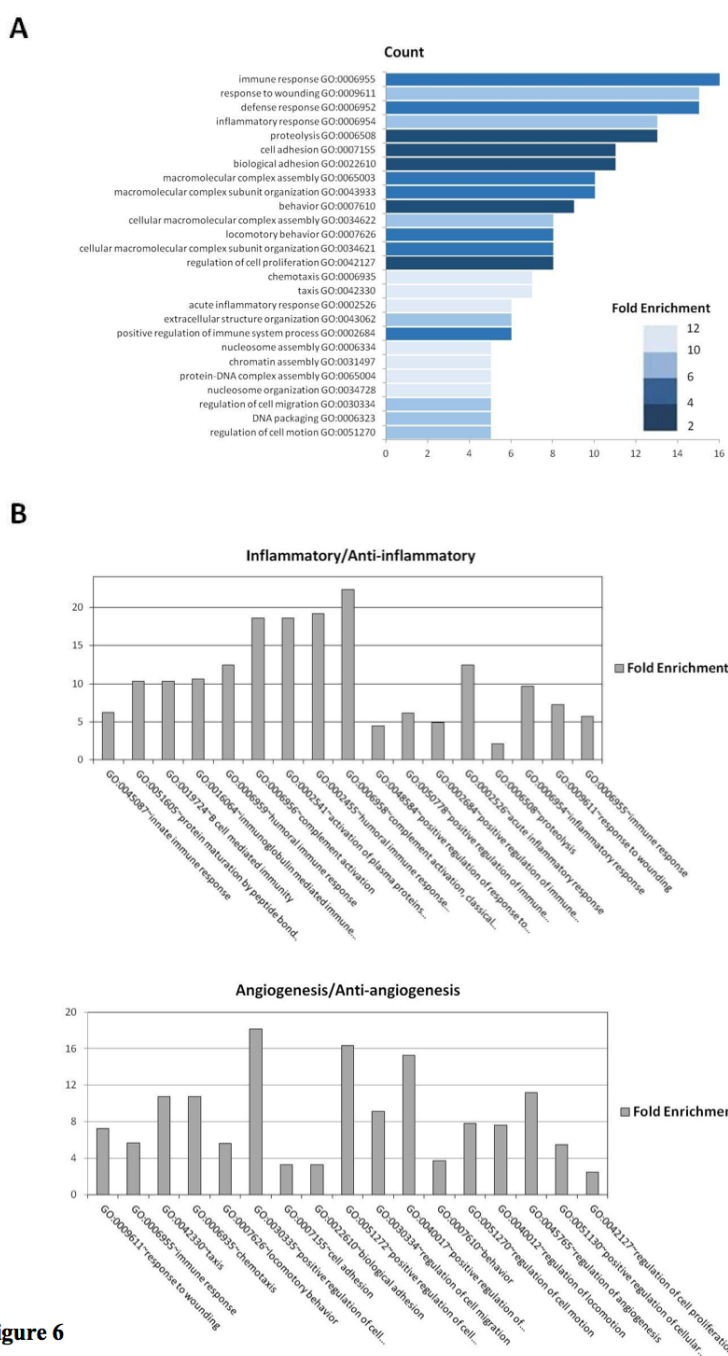 A
Count
immune response GO:0006955
response to wounding GO:0009611
defense response GO:0006952
inflammatory response GO:0006954
proteolysis GO:0006508
cell adhesion GO:0007155
biological adhesion GO:0022610
macromolecular complex assembly GO:0065003
macromolecular complex subunit organization GO:0043933
behavior GO:0007610
cellular macromolecular complex assembly GO:0034622
locomotory behavior GO:0007626
cellular macromolecular complex subunit organization GO:0034621
regulation of cell proliferation GO:0042127
chemotaxis GO:0006935
taxis GO:0042330
acute inflammatory response GO:0002526
extracellular structure organization GO:0043062
positive regulation of immune system process GO:0002684
nucleosome assembly GO:0006334
chromatin assembly GO:0031497
protein-DNA complex assembly GO:0065004
nucleosome organization GO:0034728
regulation of cell migration GO:0030334
DNA packaging GO:0006323
regulation of cell motion GO:0051270
0 2 4 6 8 10 12 14 16
Fold Enrichment
12
10
6
4
2
B
Inflammatory/Anti-inflammatory
20
15
10
5
0
Fold Enrichment
GO:0045087~innate immune response
GO:0051605~protein maturation by peptide bond..
GO:0019724~B cell mediated immunity
GO:0016064~immunoglobulin mediated immune...
GO:0006959~humoral immune response
GO:0006956~complement activation
GO:0002541~activation of plasma proteins...
GO:0002455~humoral immune response...
GO:0006958~complement activation, classical..
GO:0048584~positive regulation of response to...
GO:0050778~positive regulation of immune...
GO:0002684~positive regulation of immune...
GO:0002526~acute inflammatory response
GO:0006508~proteolysis
GO:0006954~inflammatory response
GO:0009611~response to wounding
GO:0006955~immune response
Angiogenesis/Anti-angiogenesis
20
16
12
8
4
0
Fold Enrichmen
GO:0009611~response to wounding
GO:0006955~immune response
GO:0042330~taxis
GO:0006935~chemotaxis
GO:0007626~locomotory behavior
GO:0030335~positive regulation of cell...
GO:0007155~cell adhesion
GO:0022610~biological adhesion
GO:0051272~positive regulation of cell...
GO:0030334~regulation of cell migration
GO:0040017~positive regulation of...
GO:0007610~behavior
GO:0051270~regulation of cell motion
GO:0040012~regulation of locomotion
GO:0045765~regulation of angiogenesis
GO:0051130~positive regulation of cellular...
GO:0042127~regulation of cell proliferation
igure 6